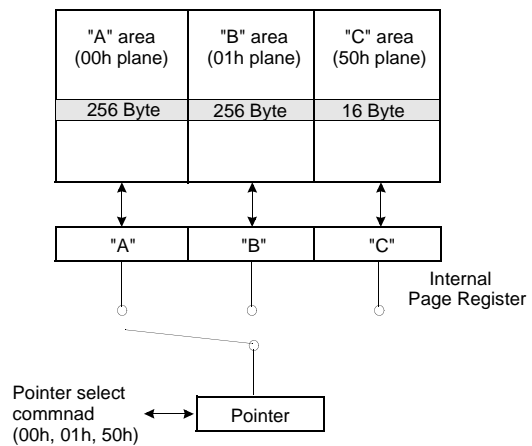 "A" area
(00h plane)
"B" area
(01h plane)
"C" area
(50h plane)
256 Byte
256 Byte
16 Byte
"A"
"B"
"C"
Internal
Page Register
Pointer select
commnad
(00h, 01h, 50h)
Pointer